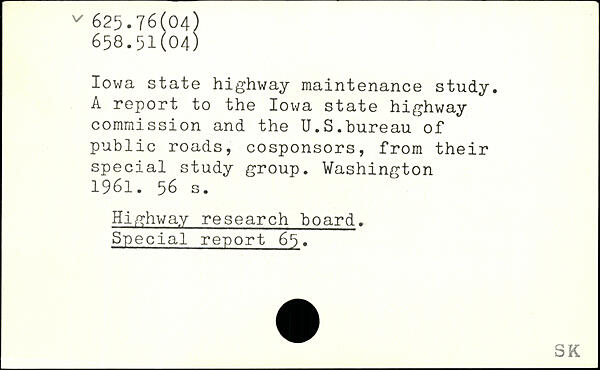 ✓ 625.76(04)
658.51(04)
Iowa state highway maintenance study.
A report to the Iowa state highway
commission and the U.S.bureau of
public roads, cosponsors, from their
special study group. Washington
1961. 56 s.
Highway research board.
Special report 65.
SK